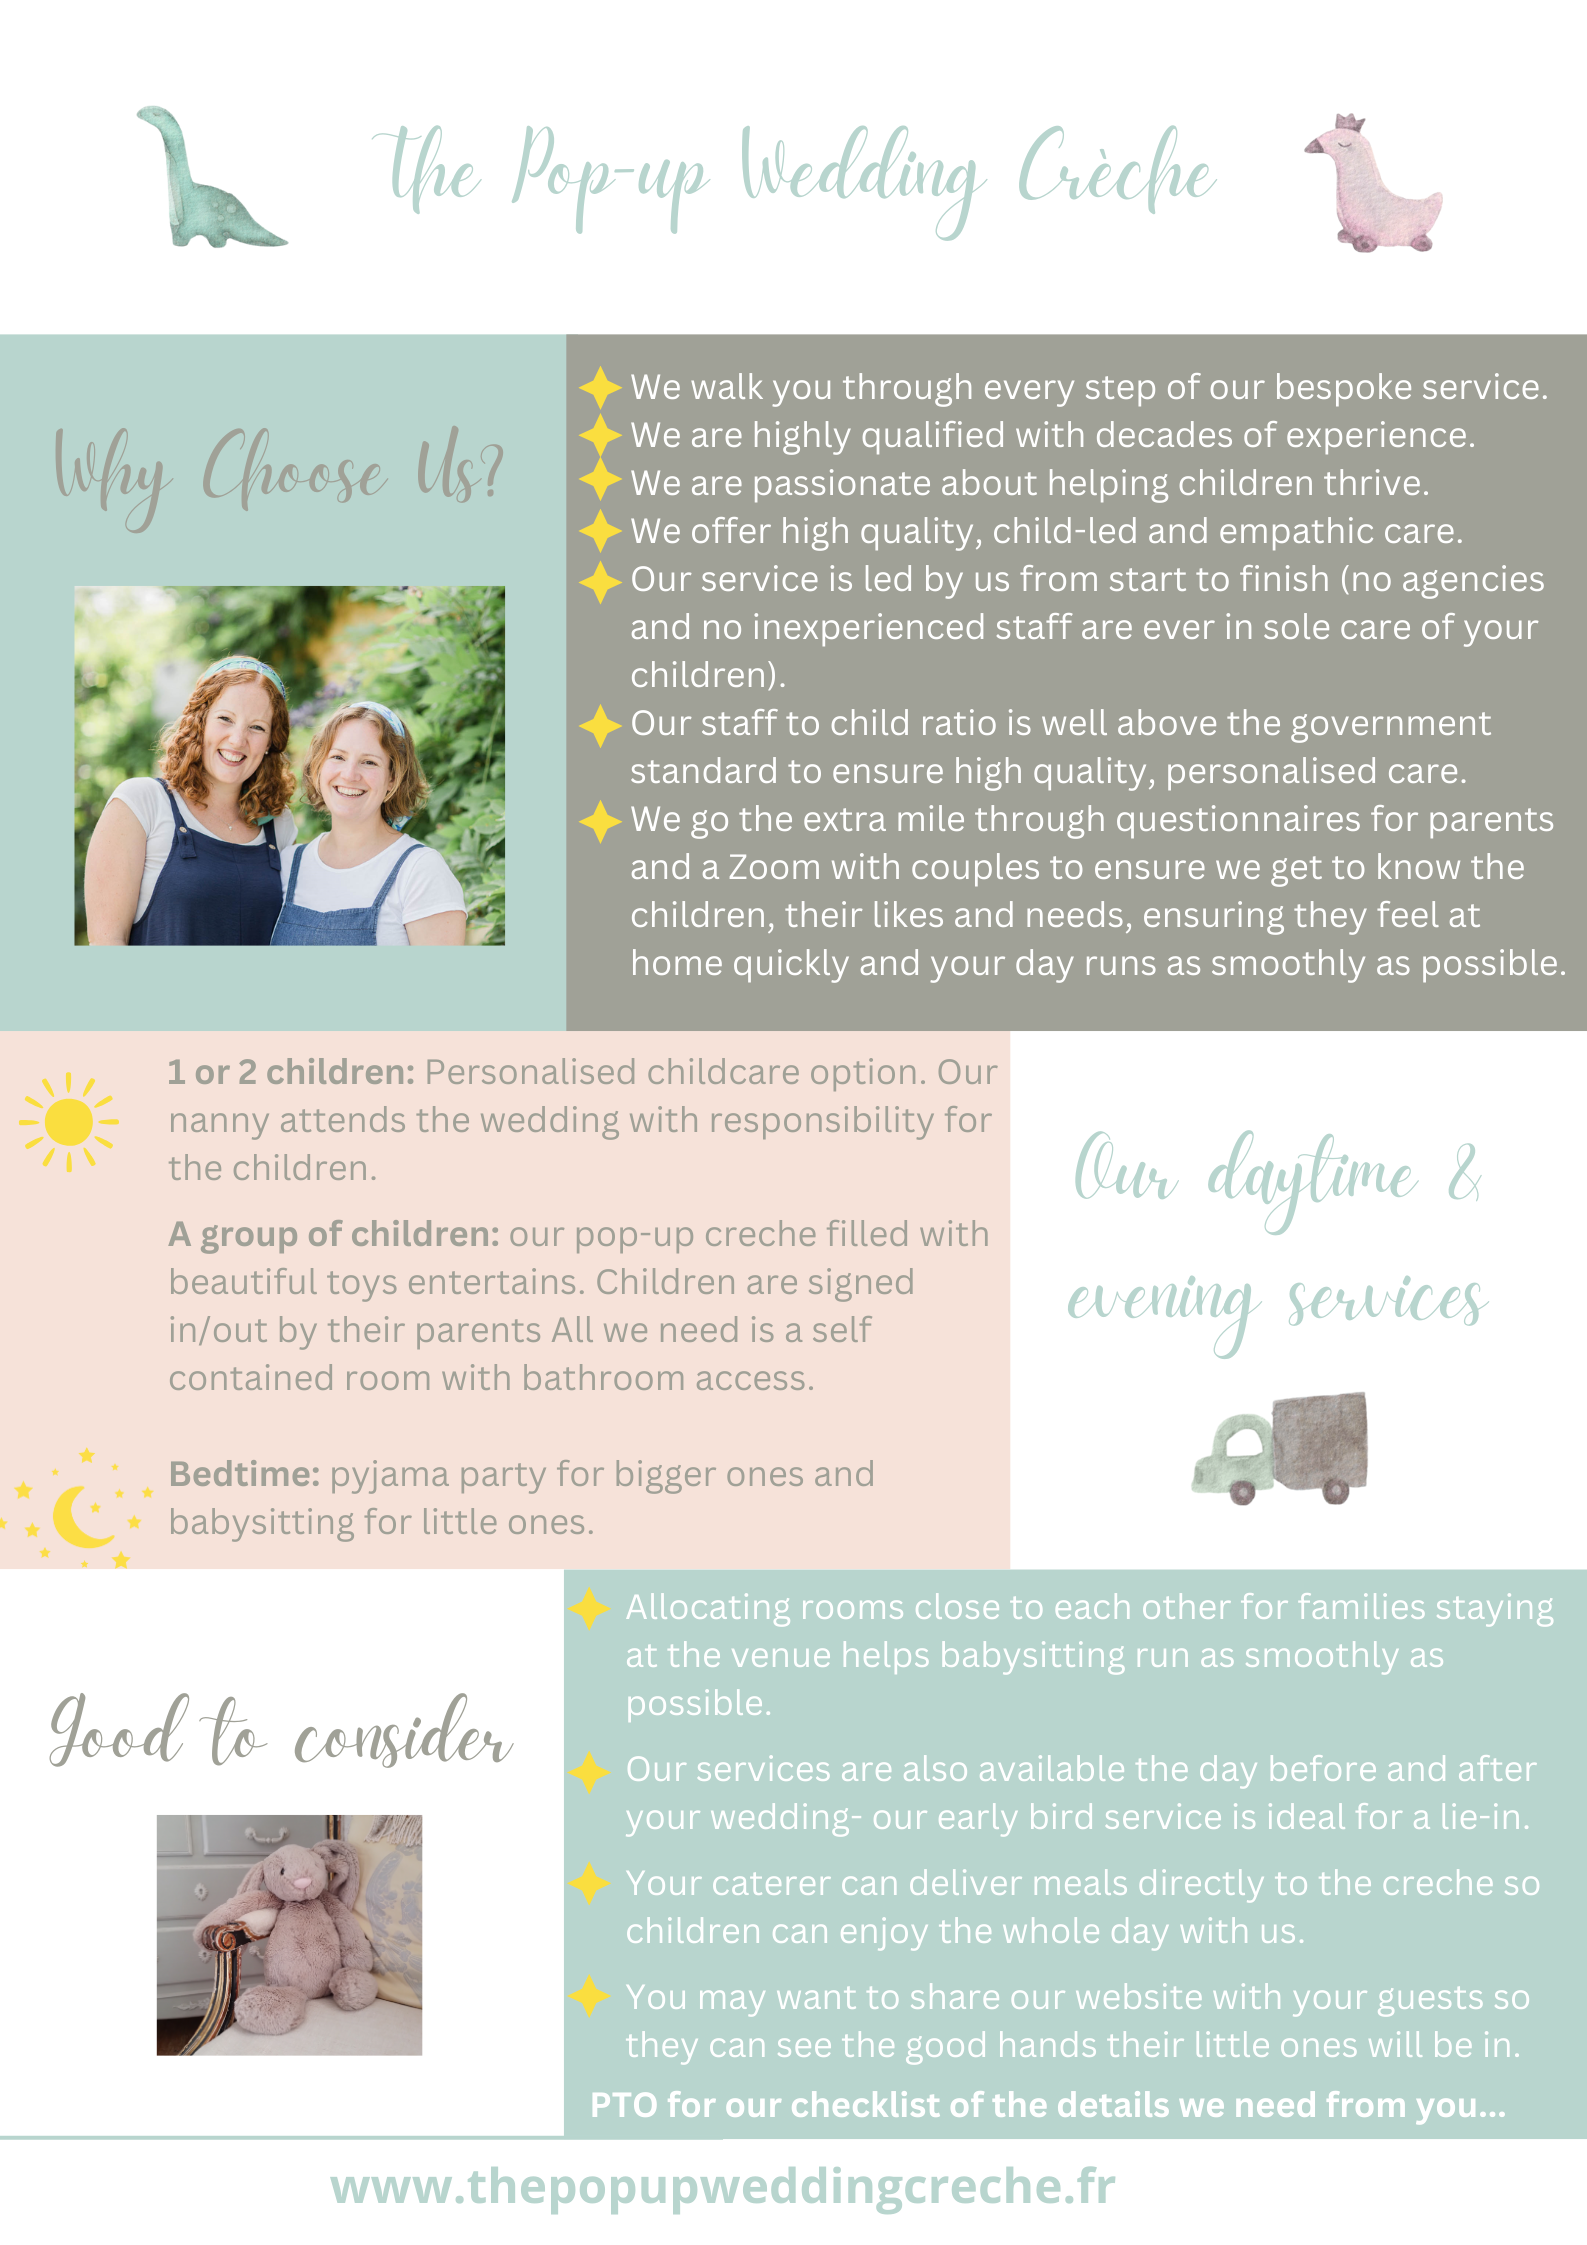 The Pop-up Wedding Crèche
Why Choose Us?
We walk you through every step of our bespoke service.
We are highly qualified with decades of experience.
We are passionate about helping children thrive.
We offer high quality, child-led and empathic care.
Our service is led by us from start to finish (no agencies
and no inexperienced staff are ever in sole care of your
children).
Our staff to child ratio is well above the government
standard to ensure high quality, personalised care.
We go the extra mile through questionnaires for parents
and a Zoom with couples to ensure we get to know the
children, their likes and needs, ensuring they feel at
home quickly and your day runs as smoothly as possible.
1 or 2 children: Personalised childcare option. Our
nanny attends the wedding with responsibility for
the children.
A group of children: our pop-up creche filled with
beautiful toys entertains. Children are signed
in/out by their parents All we need is a self
contained room with bathroom access.
Bedtime: pyjama party for bigger ones and
babysitting for little ones.
Our daytime &
evening services
Good to consider
Allocating rooms close to each other for families staying
at the venue helps babysitting run as smoothly as
possible.
Our services are also available the day before and after
your wedding- our early bird service is ideal for a lie-in.
Your caterer can deliver meals directly to the creche so
children can enjoy the whole day with us.
You may want to share our website with your guests so
they can see the good hands their little ones will be in.
PTO for our checklist of the details we need from you...
www.thepopupweddingcreche.fr